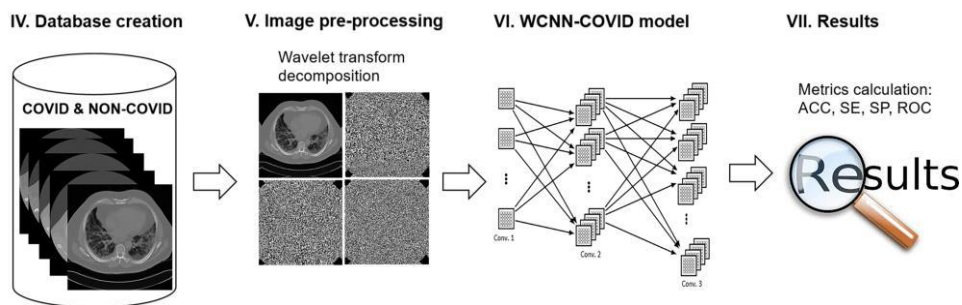 IV. Database creation
COVID & NON-COVID
V. Image pre-processing
Wavelet transform
decomposition
VI. WCNN-COVID model
Conv. 1
Conv. 2
Conv. 3
VII. Results
Metrics calculation:
ACC, SE, SP, ROC
Results